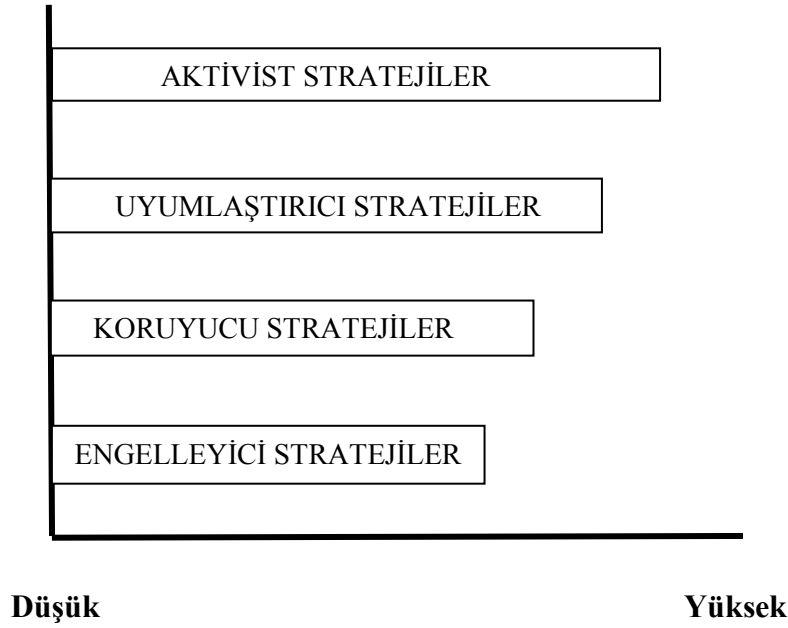 AKTİVİST STRATEJİLER
UYUMLAŞTIRICI STRATEJİLER
KORUYUCU STRATEJİLER
ENGELLEYİCİ STRATEJİLER
Düşük Yüksek